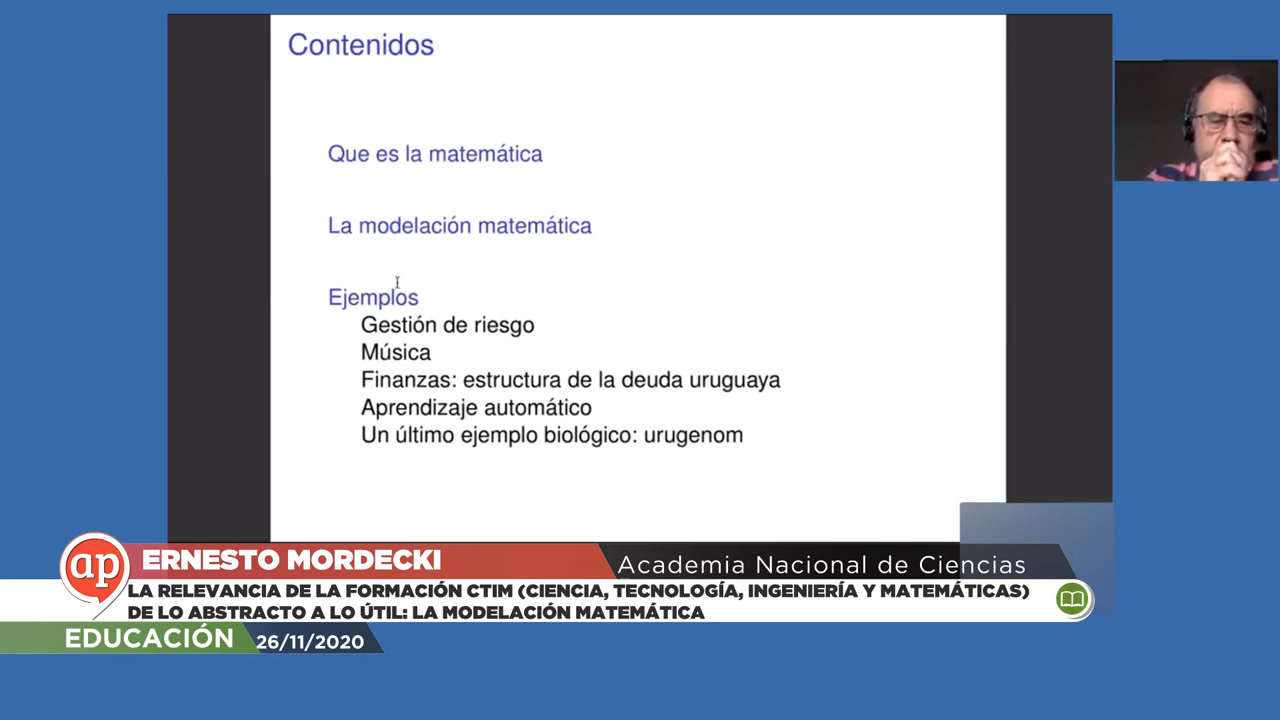 Contenidos
Que es la matemática
La modelación matemática
Ejemplos
Gestión de riesgo
Música
Finanzas: estructura de la deuda uruguaya
Aprendizaje automático
Un último ejemplo biológico: urugenom
ap
ERNESTO MORDECKI
Academia Nacional de Ciencias
LA RELEVANCIA DE LA FORMACIÓN CTIM (CIENCIA, TECNOLOGÍA, INGENIERÍA Y MATEMÁTICAS)
DE LO ABSTRACTO A LO ÚTIL: LA MODELACIÓN MATEMÁTICA
EDUCACIÓN 26/11/2020